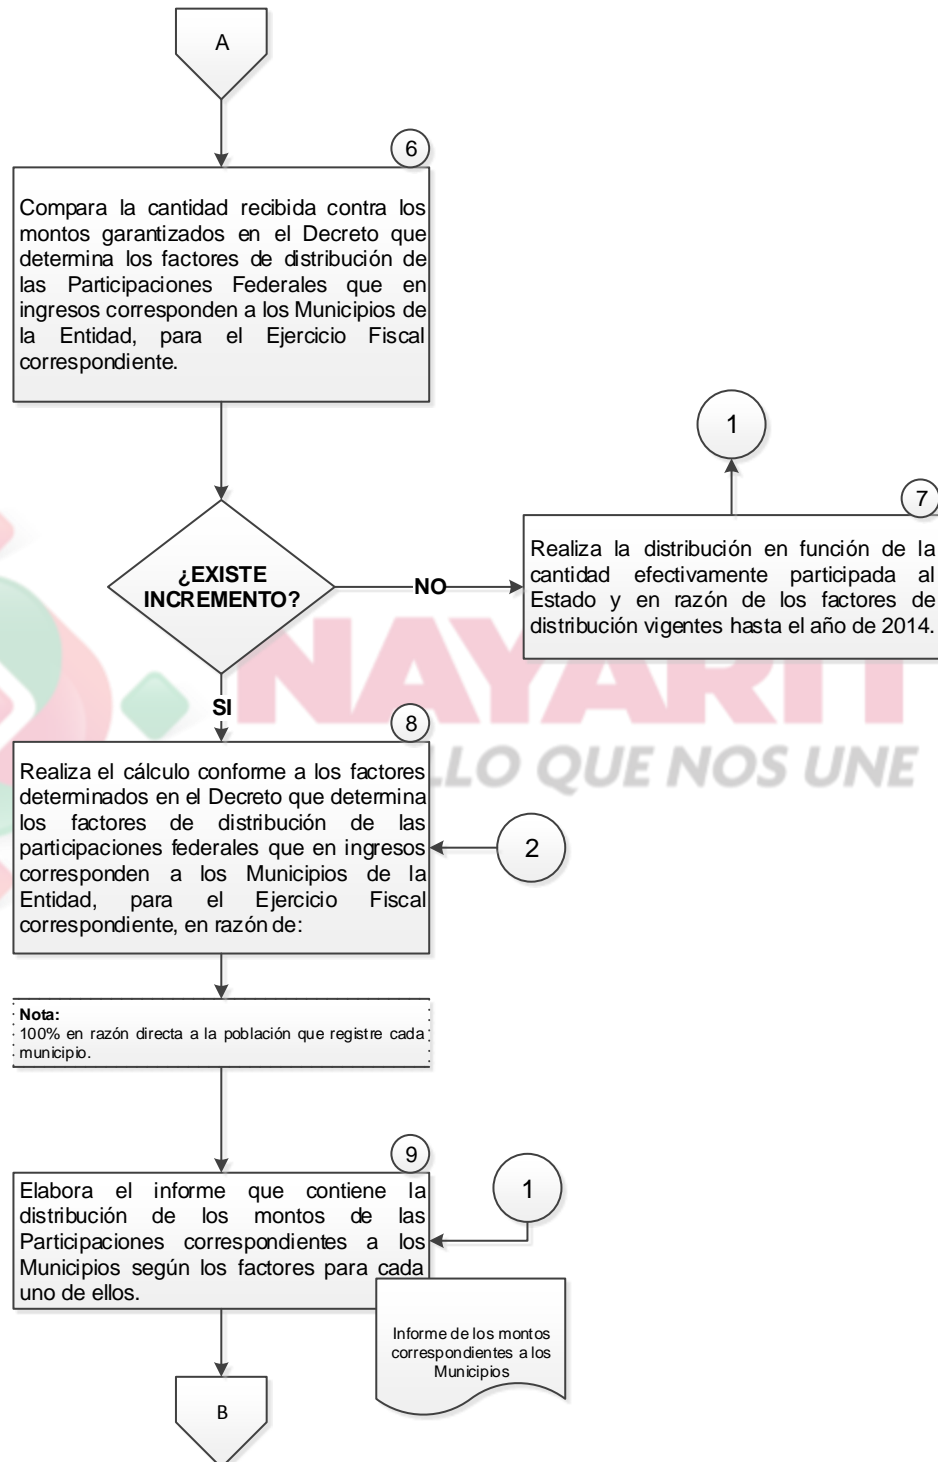 A
6
Compara la cantidad recibida contra los
montos garantizados en el Decreto que
determina los factores de distribución de
las Participaciones Federales que en
ingresos corresponden a los Municipios de
la Entidad, para el Ejercicio Fiscal
correspondiente.
1
7
¿EXISTE
INCREMENTO?
NO
Realiza la distribución en función de la
cantidad efectivamente participada al
Estado y en razón de los factores de
distribución vigentes hasta el año de 2014.
NAYARIT
SI
8
LLO QUE NOS UNE
Realiza el cálculo conforme a los factores
determinados en el Decreto que determina
los factores de distribución de las
participaciones federales que en ingresos
corresponden a los Municipios de la
Entidad, para el Ejercicio Fiscal
correspondiente, en razón de:
2
Nota:
100% en razón directa a la población que registre cada
municipio.
9
Elabora el informe que contiene la
distribución de los montos de las
Participaciones correspondientes a los
Municipios según los factores para cada
uno de ellos.
1
Informe de los montos
correspondientes a los
Municipios
B